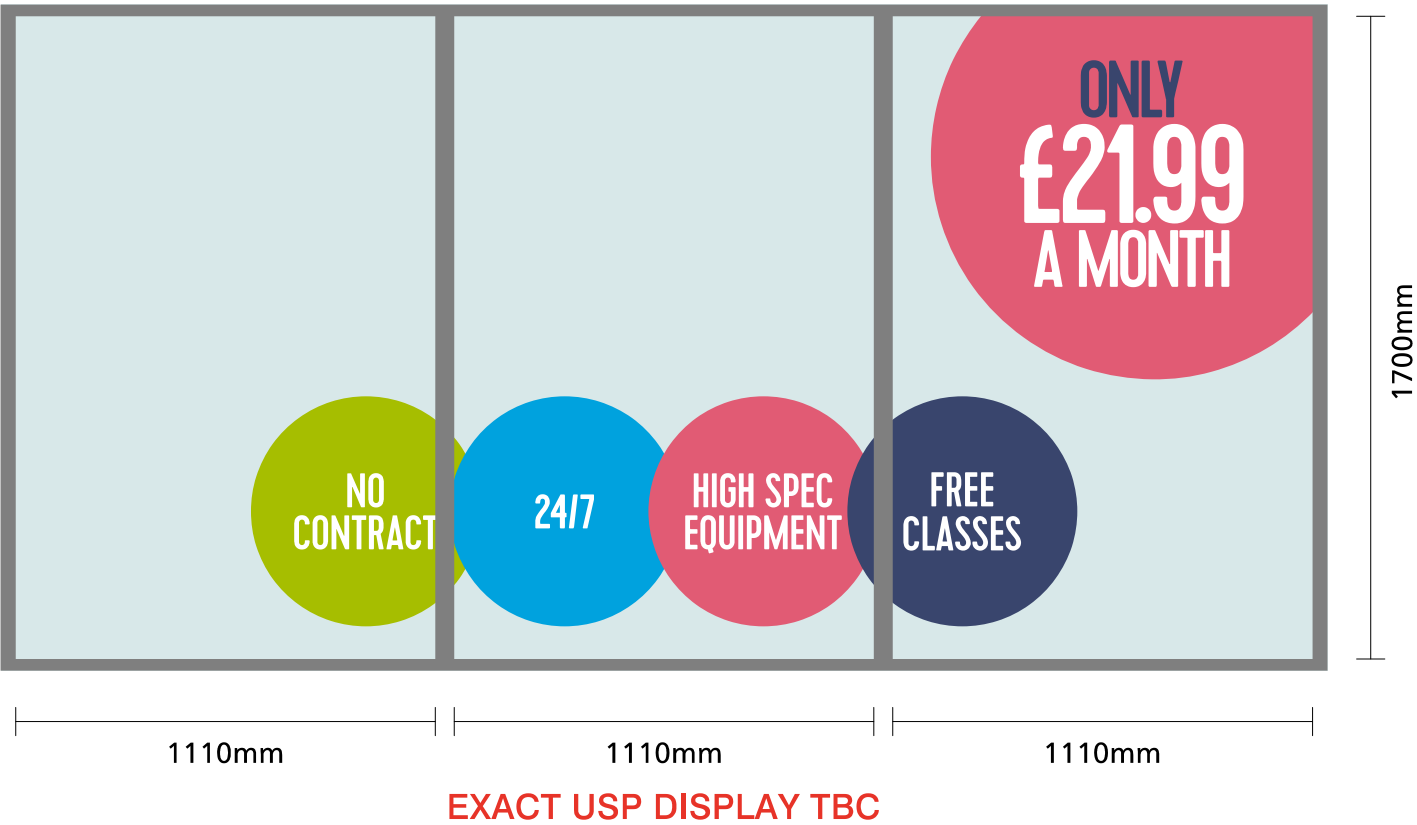 ONLY
£21.99
A MONTH
1700mm
NO
CONTRACT
24/7
HIGH SPEC
EQUIPMENT
FREE
CLASSES
1110mm
1110mm
1110mm
EXACT USP DISPLAY TBC